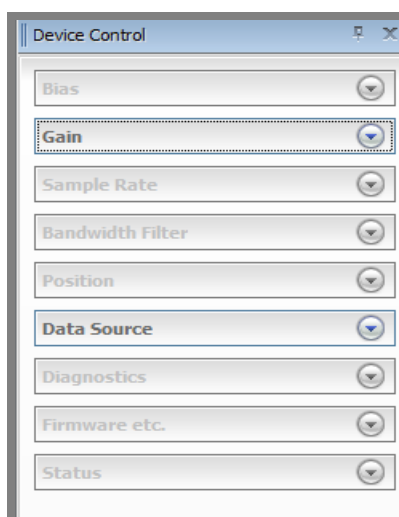 Device Control
Bias
Gain
Sample Rate
Bandwidth Filter
Position
Data Source
Diagnostics
Firmware etc.
Status